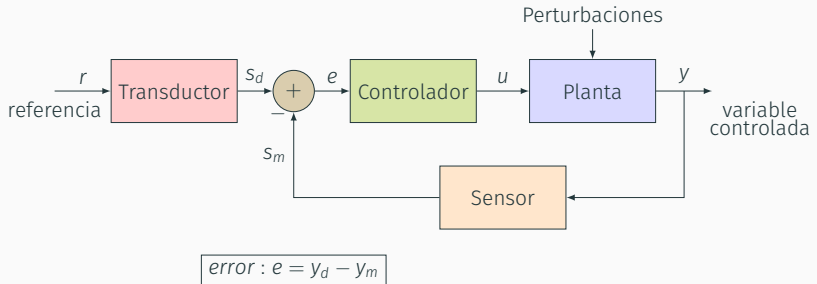 Perturbaciones
r
referencia
Transductor
s_d
+
−
e
Controlador
u
Planta
y
variable
controlada
s_m
Sensor
error : e = y_d − y_m